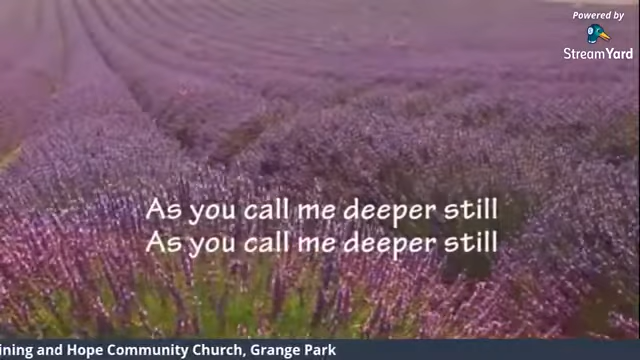 Powered by
StreamYard
As you call me deeper still
As you call me deeper still
ining and Hope Community Church, Grange Park